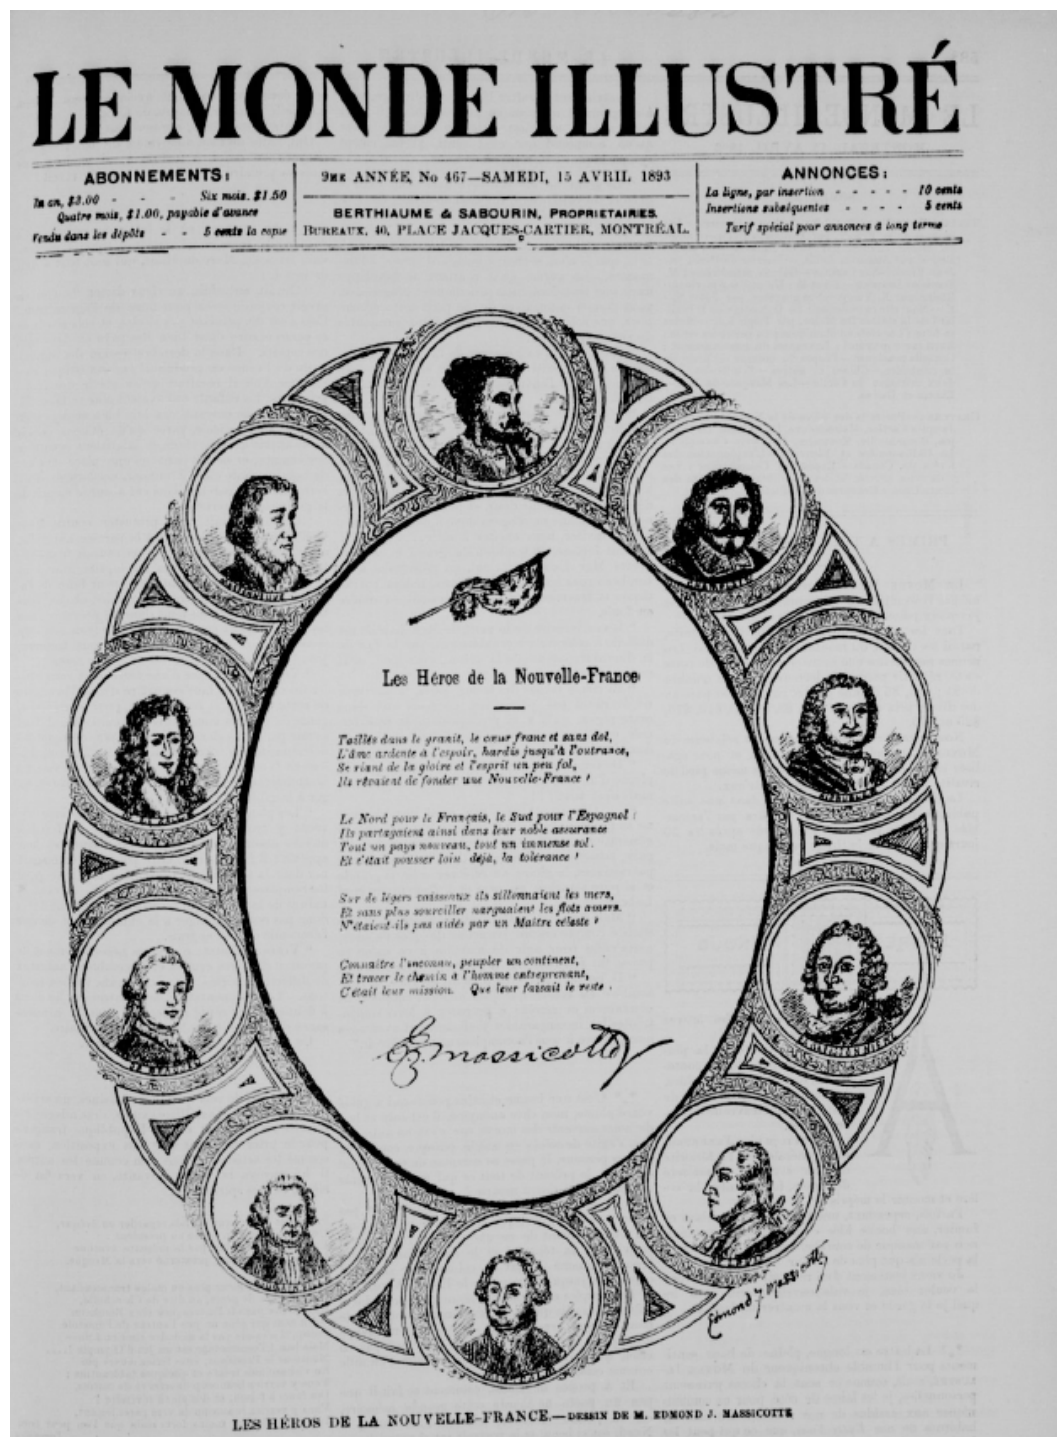 LE MONDE ILLUSTRÉ
ABONNEMENTS:
Un an, $3.00 - - - Six mois. $1.50
Quatre mois, $1.00, payable d'avance
Vendu dans les dépôts - - 5 cents la copie
9ME ANNÉE, No 467—SAMEDI, 15 AVRIL 1893
BERTHIAUME & SABOURIN, PROPRIETAIRES.
BUREAUX, 40, PLACE JACQUES-CARTIER, MONTRÉAL.
ANNONCES:
La ligne, par insertion - - - - - 10 cents
Insertions subséquentes - - - - 5 cents
Tarif spécial pour annonces à long terme
Les Héros de la Nouvelle-France
Taillés dans le granit, le cœur franc et sans dol,
L'âme ardente à l'espoir, hardis jusqu'à l'outrance,
Se riant de la gloire et l'esprit un peu fol,
Ils rêvaient de fonder une Nouvelle-France !
Le Nord pour le Français, le Sud pour l'Espagnol :
Ils partageaient ainsi dans leur noble assurance
Tout un pays nouveau, tout un immense sol.
Et c'était pousser loin déjà, la tolérance !
Sur de légers vaisseaux ils sillonnaient les mers,
Et sans plus sourciller narguaient les flots amers.
N'étaient-ils pas aidés par un Maître céleste ?
Connaître l'inconnu, peupler un continent,
Et tracer le chemin à l'homme entreprenant,
C'était leur mission. Que leur faisait le reste .
E Z Massicotte
MONTCALM
Edmond J Massicotte
LES HÉROS DE LA NOUVELLE-FRANCE.—DESSIN DE M. EDMOND J. MASSICOTTE